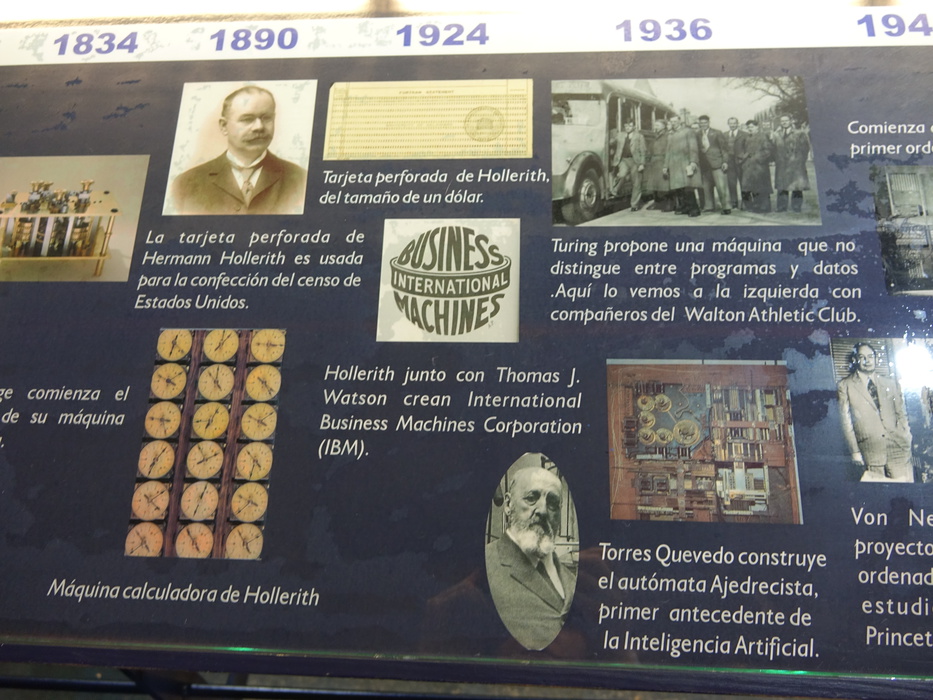 1834
1890
1924
1936
194
La tarjeta perforada de
Hermann Hollerith es usada
para la confección del censo de
Estados Unidos.
ge comienza el
de su máquina
Máquina calculadora de Hollerith
Tarjeta perforada de Hollerith,
del tamaño de un dólar.
BUSINESS
INTERNATIONAL
MACHINES
Hollerith junto con Thomas J.
Watson crean International
Business Machines Corporation
(IBM).
Turing propone una máquina que no
distingue entre programas y datos
.Aquí lo vemos a la izquierda con
compañeros del Walton Athletic Club.
Torres Quevedo construye
el autómata Ajedrecista,
primer antecedente de
la Inteligencia Artificial.
Comienza
primer orde
Von Ne
proyecto
ordenad
estudi
Princet